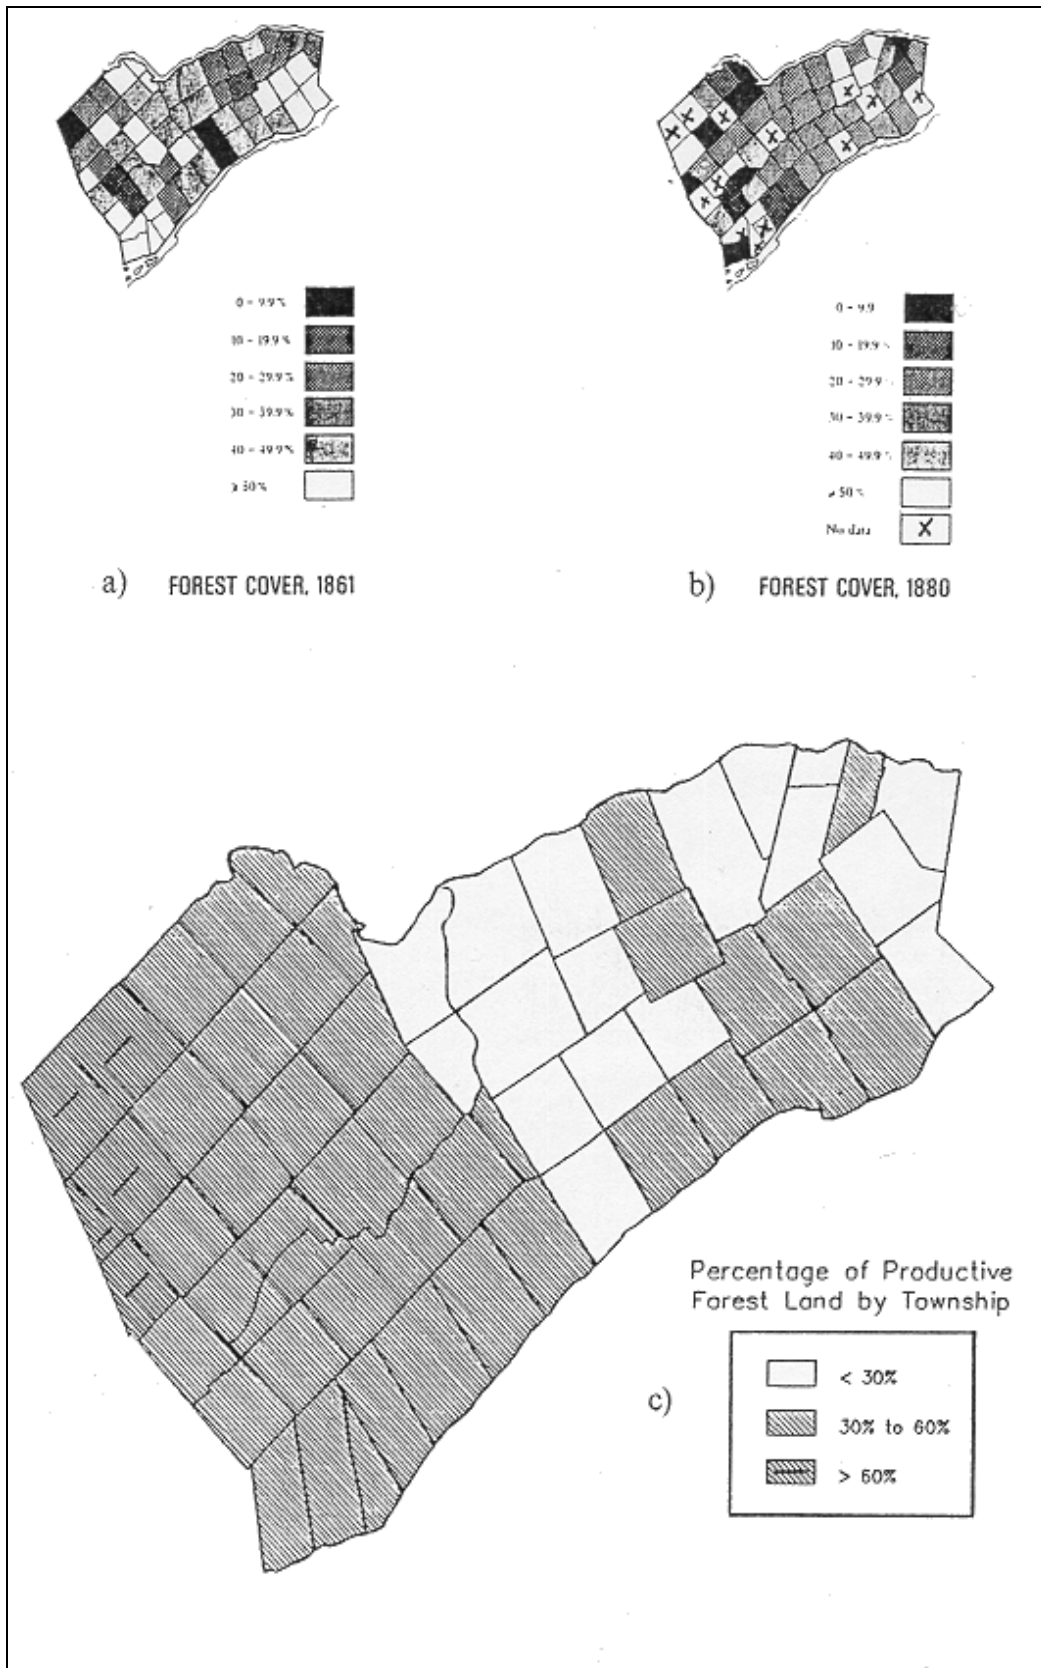 0 - 9.9%
10 - 19.9%
20 - 29.9%
30 - 39.9%
40 - 49.9%
≥ 50%
a) FOREST COVER, 1861
0 - 9.9
10 - 19.9%
20 - 29.9%
30 - 39.9%
40 - 49.9%
≥ 50%
No data X
b) FOREST COVER, 1880
Percentage of Productive
Forest Land by Township
c)
< 30%
30% to 60%
> 60%